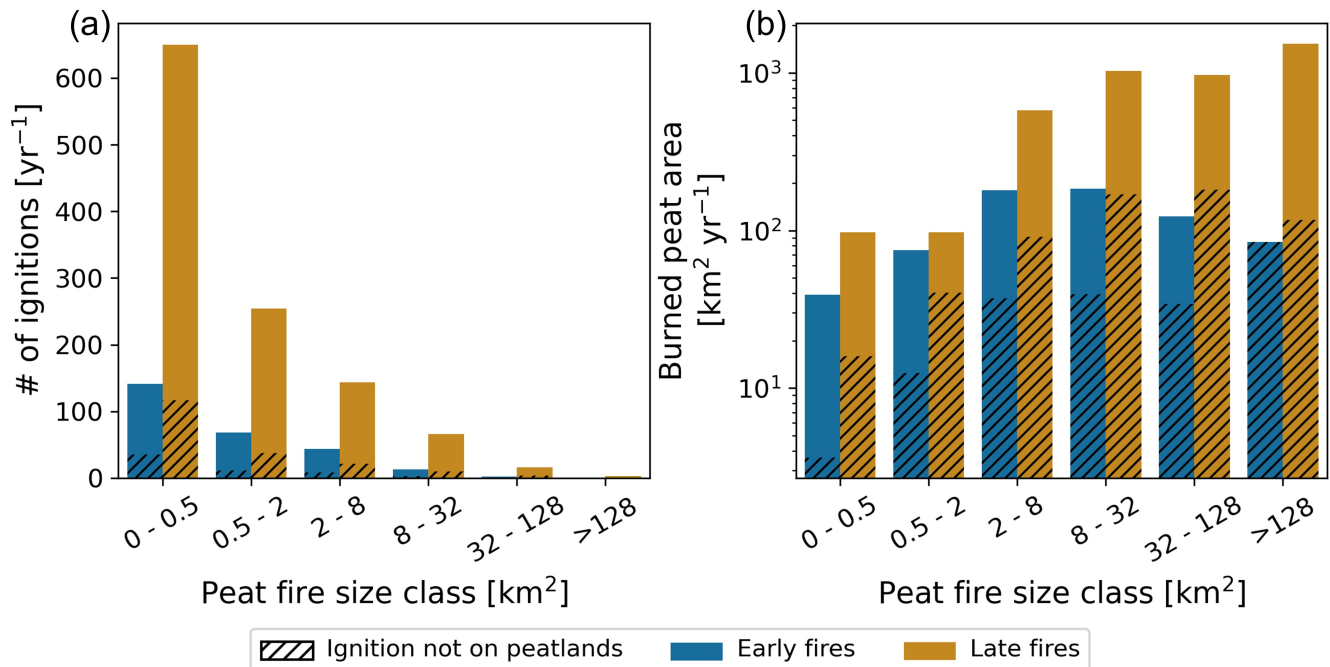 (a)
# of ignitions [yr⁻¹]
600
500
400
300
200
100
0
0 - 0.5
0.5 - 2
2 - 8
8 - 32
32 - 128
>128
Peat fire size class [km²]
(b)
Burned peat area
[km² yr⁻¹]
10³
10²
10¹
0 - 0.5
0.5 - 2
2 - 8
8 - 32
32 - 128
>128
Peat fire size class [km²]
Ignition not on peatlands
Early fires
Late fires